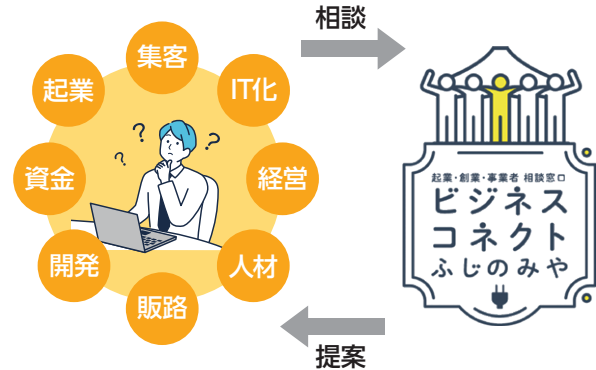 相談
集客
起業
IT化
資金
経営
開発
人材
販路
?
?
?
起業・創業・事業者 相談窓口
ビジネス
コネクト
ふじのみや
提案